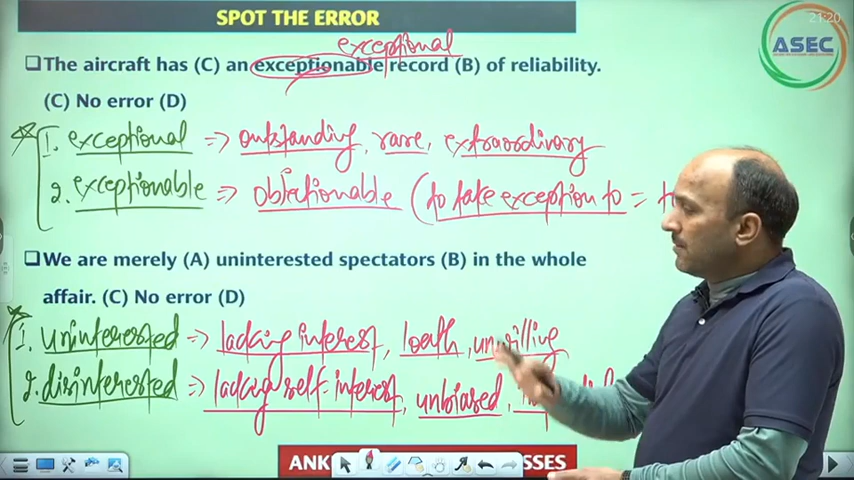 21:20
SPOT THE ERROR
ASEC
exceptional
❑The aircraft has (C) an exceptionable record (B) of reliability.
(C) No error (D)
1. exceptional => outstanding, rare, extraordinary
2. exceptionable => objectionable (to take exception to =
❑We are merely (A) uninterested spectators (B) in the whole
affair. (C) No error (D)
1. uninterested => lacking interest, loath, unwilling
2. disinterested => lacking self-interest, unbiased,